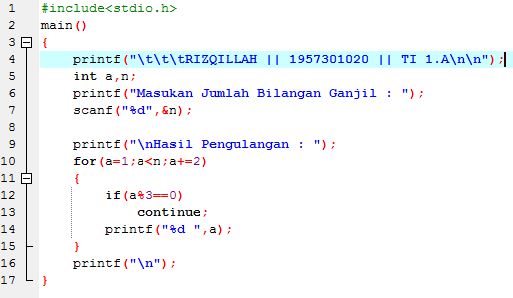 1 #include<stdio.h>
2 main()
3 {
4 printf("\t\t\tRIZQILLAH || 1957301020 || TI 1.A\n\n");
5 int a,n;
6 printf("Masukan Jumlah Bilangan Ganjil : ");
7 scanf("%d",&n);
8
9 printf("\nHasil Pengulangan : ");
10 for(a=1;a<n;a+=2)
11 {
12 if(a%3==0)
13 continue;
14 printf("%d ",a);
15 }
16 printf("\n");
17 }